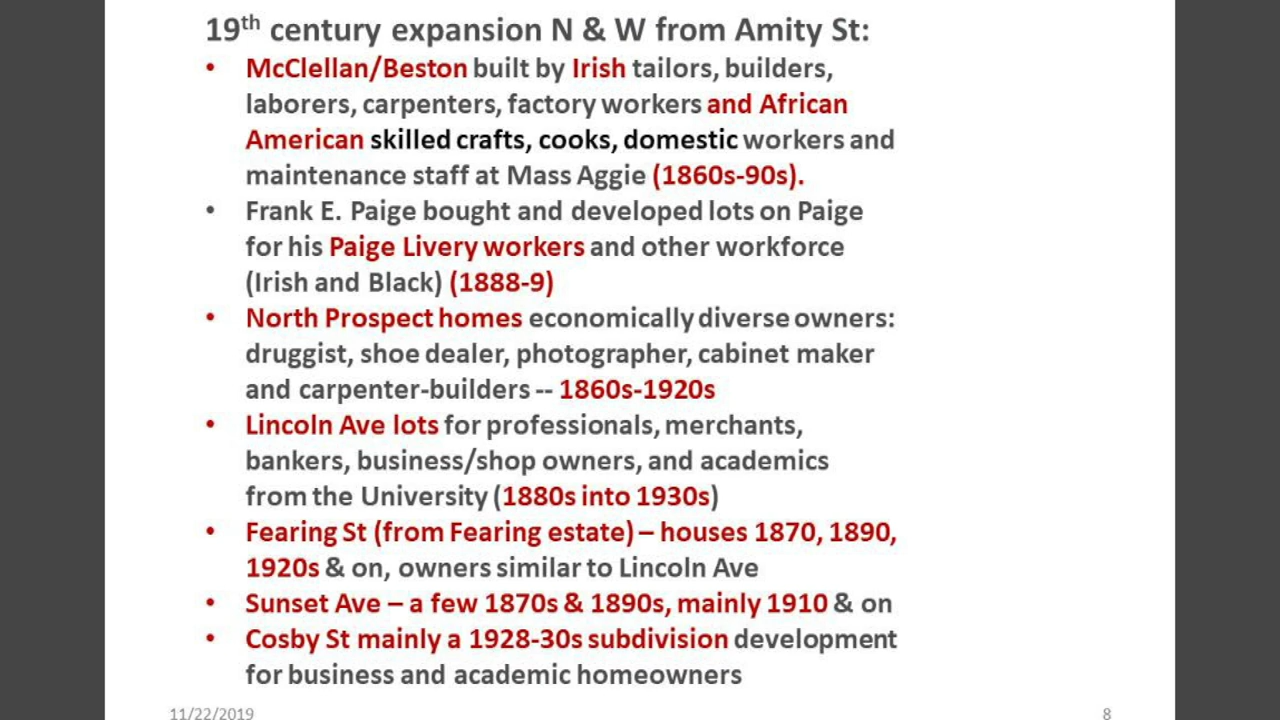 19th century expansion N & W from Amity St:
• McClellan/Beston built by Irish tailors, builders,
laborers, carpenters, factory workers and African
American skilled crafts, cooks, domestic workers and
maintenance staff at Mass Aggie (1860s-90s).
• Frank E. Paige bought and developed lots on Paige
for his Paige Livery workers and other workforce
(Irish and Black) (1888-9)
• North Prospect homes economically diverse owners:
druggist, shoe dealer, photographer, cabinet maker
and carpenter-builders -- 1860s-1920s
• Lincoln Ave lots for professionals, merchants,
bankers, business/shop owners, and academics
from the University (1880s into 1930s)
• Fearing St (from Fearing estate) – houses 1870, 1890,
1920s & on, owners similar to Lincoln Ave
• Sunset Ave – a few 1870s & 1890s, mainly 1910 & on
• Cosby St mainly a 1928-30s subdivision development
for business and academic homeowners
11/22/2019 8